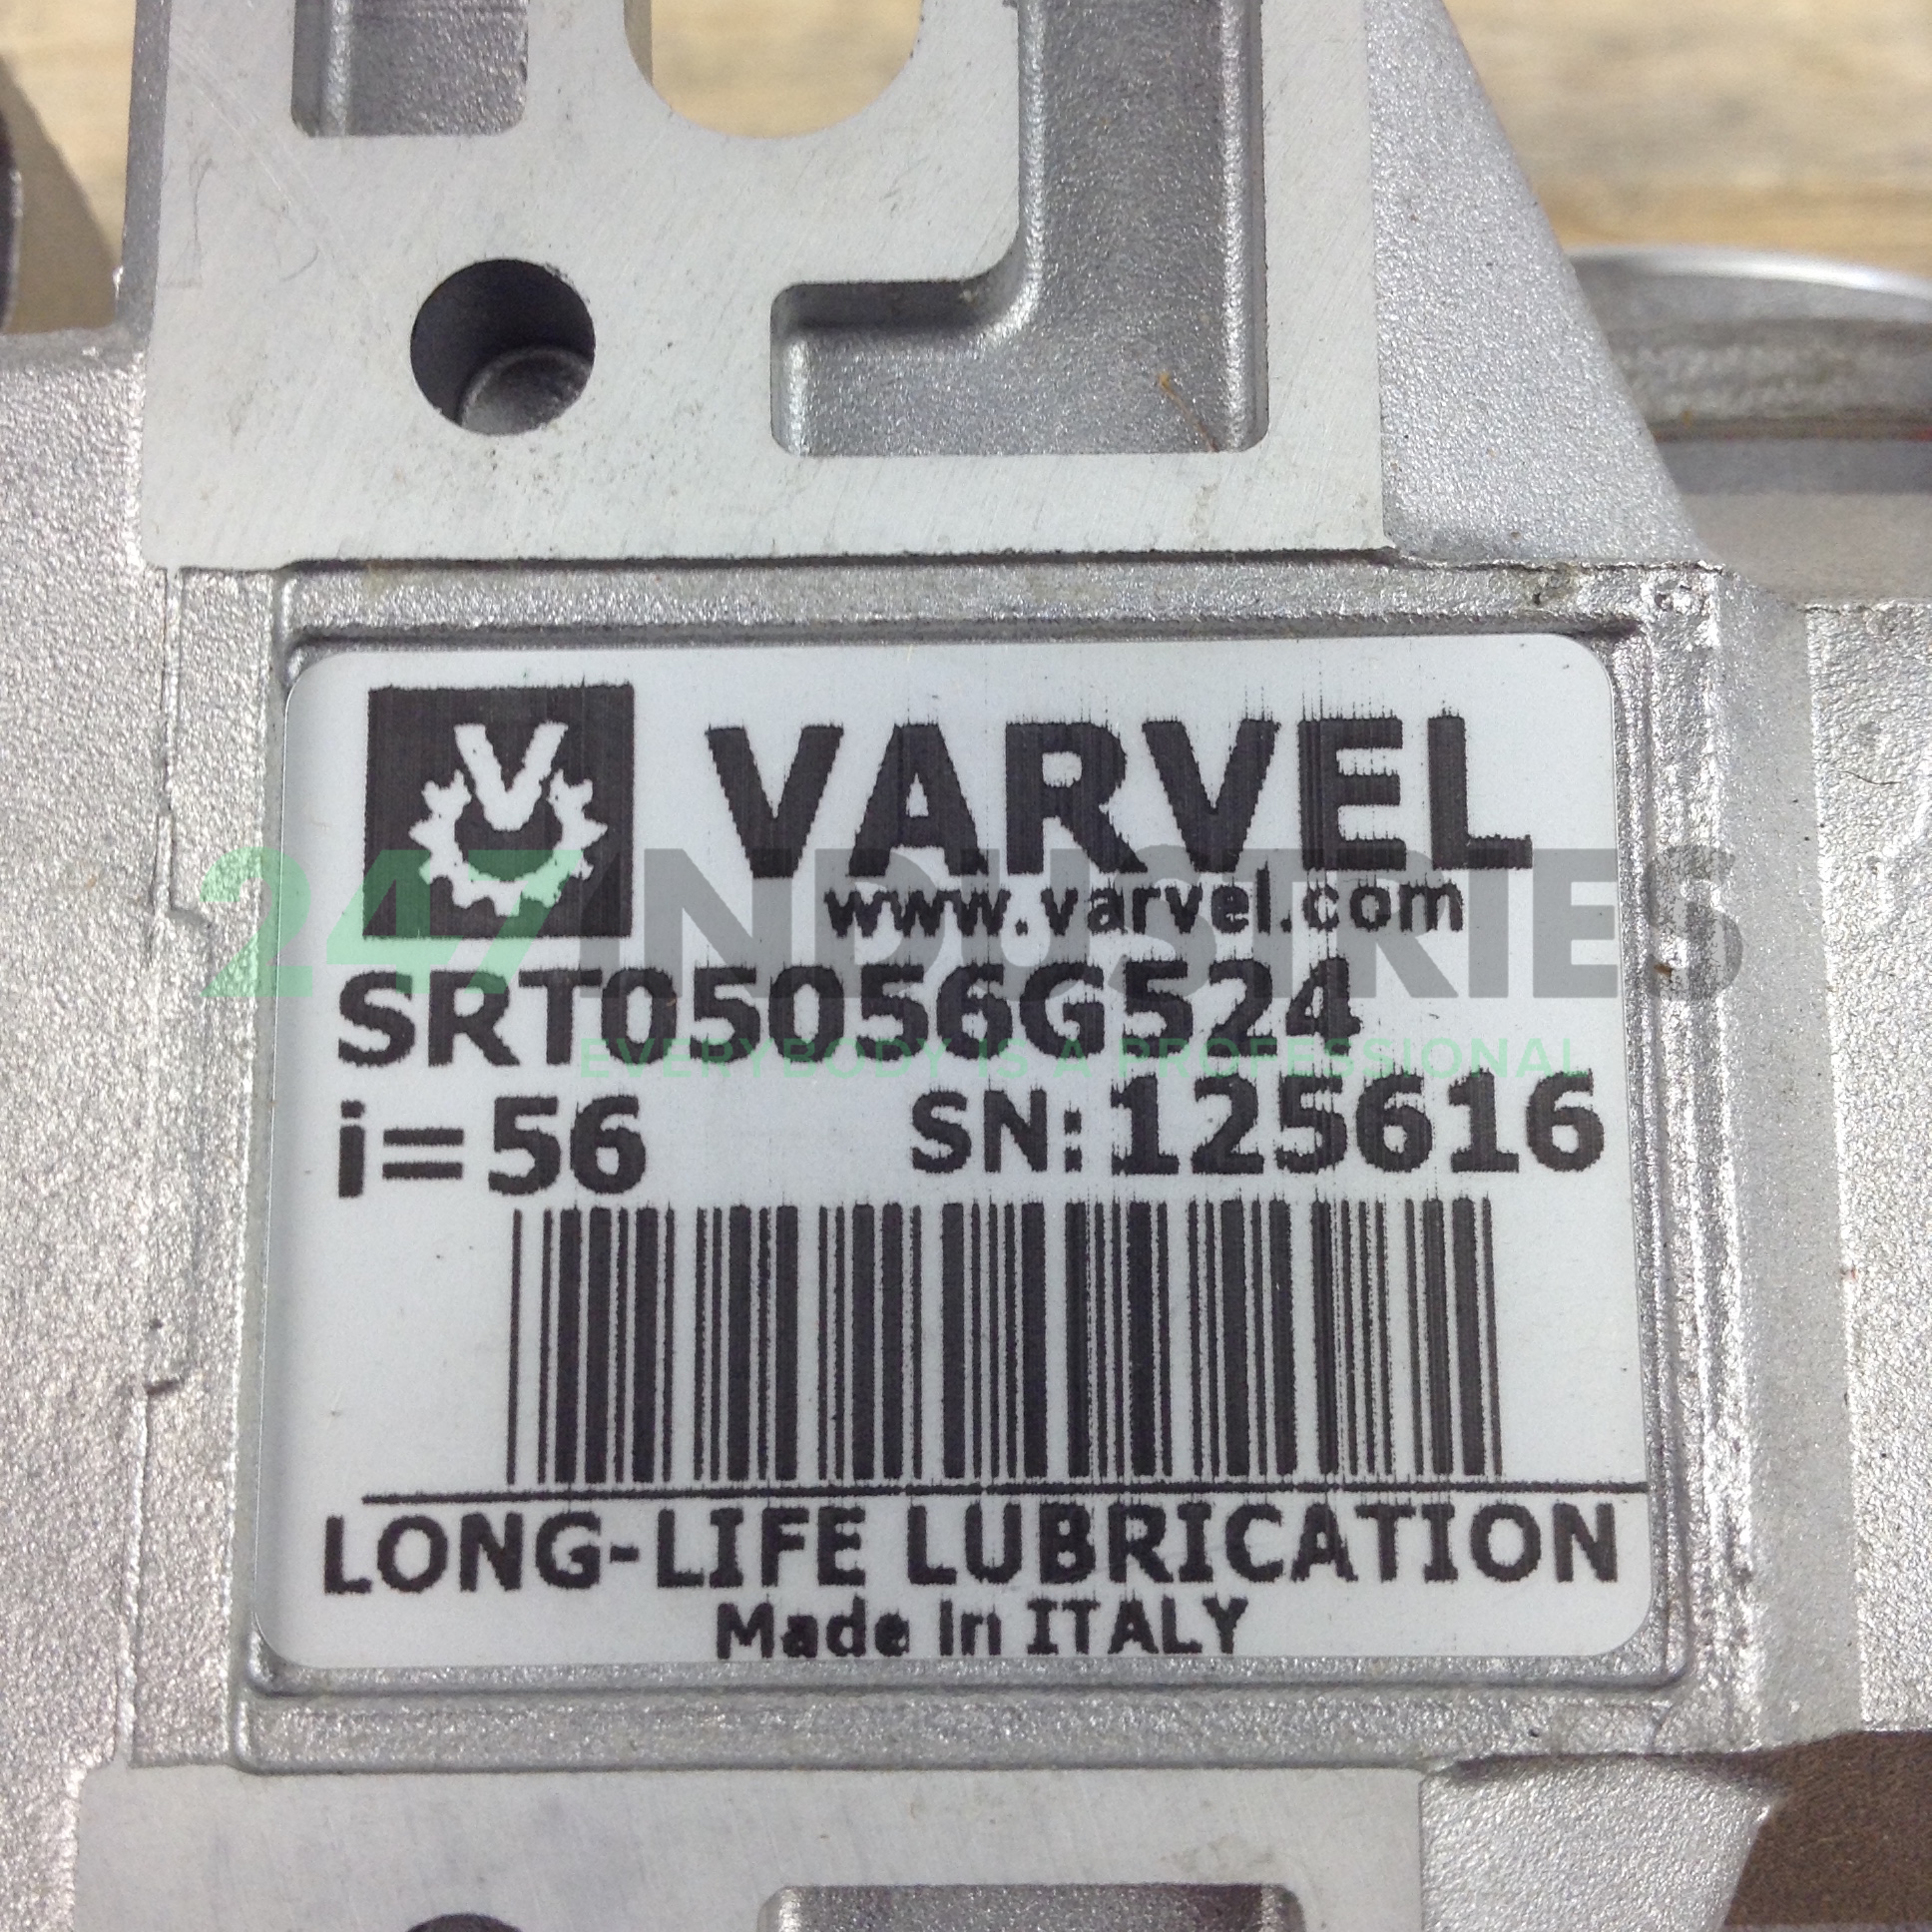 V
VARVEL
www.varvel.com
247INDUSTRIES
SRT05056G524
EVERYBODY IS A PROFESSIONAL
i=56 SN:125616
LONG-LIFE LUBRICATION
Made in ITALY